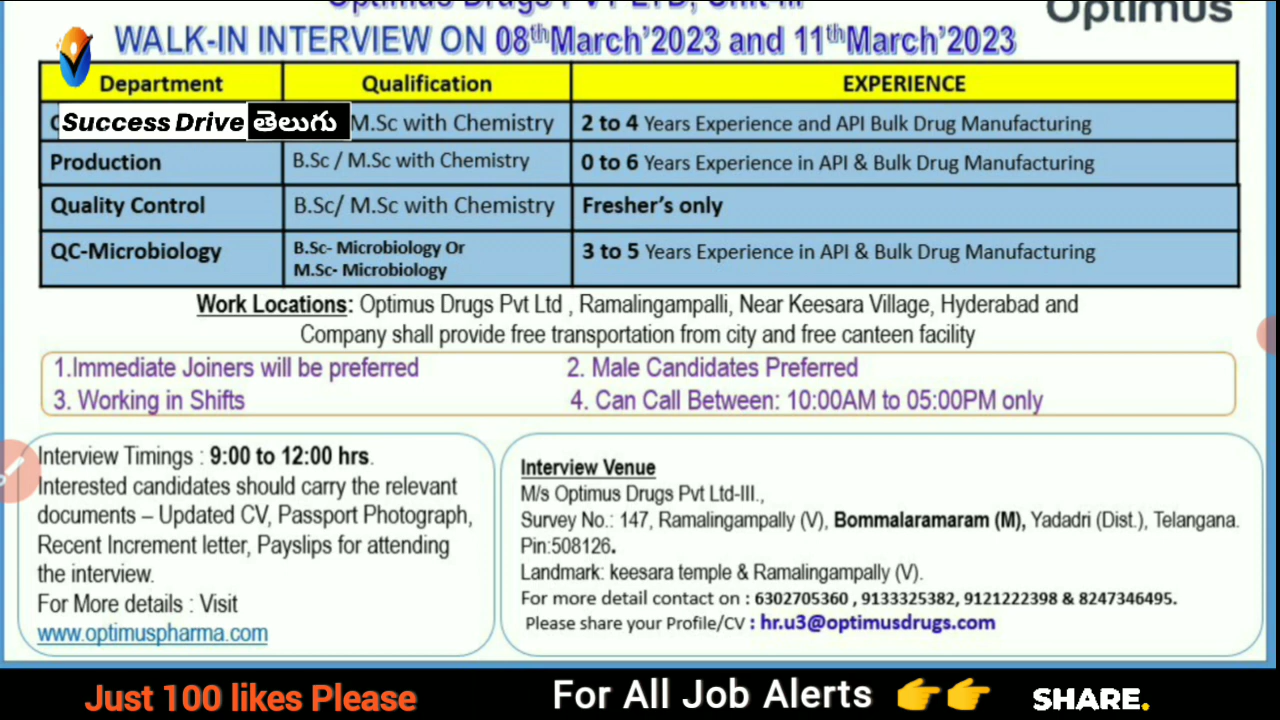 Optimus Drugs PVT LTD, Unit-III
Optimus
WALK-IN INTERVIEW ON 08thMarch'2023 and 11thMarch'2023
Department Qualification EXPERIENCE
Success Drive తెలుగు M.Sc with Chemistry 2 to 4 Years Experience and API Bulk Drug Manufacturing
Production B.Sc / M.Sc with Chemistry 0 to 6 Years Experience in API & Bulk Drug Manufacturing
Quality Control B.Sc/ M.Sc with Chemistry Fresher's only
QC-Microbiology B.Sc- Microbiology Or 3 to 5 Years Experience in API & Bulk Drug Manufacturing
M.Sc- Microbiology
Work Locations: Optimus Drugs Pvt Ltd , Ramalingampalli, Near Keesara Village, Hyderabad and
Company shall provide free transportation from city and free canteen facility
1.Immediate Joiners will be preferred 2. Male Candidates Preferred
3. Working in Shifts 4. Can Call Between: 10:00AM to 05:00PM only
Interview Timings : 9:00 to 12:00 hrs.
Interested candidates should carry the relevant
documents – Updated CV, Passport Photograph,
Recent Increment letter, Payslips for attending
the interview.
For More details : Visit
www.optimuspharma.com
Interview Venue
M/s Optimus Drugs Pvt Ltd-III.,
Survey No.: 147, Ramalingampally (V), Bommalaramaram (M), Yadadri (Dist.), Telangana.
Pin:508126.
Landmark: keesara temple & Ramalingampally (V).
For more detail contact on : 6302705360 , 9133325382, 9121222398 & 8247346495.
Please share your Profile/CV : hr.u3@optimusdrugs.com
Just 100 likes Please For All Job Alerts SHARE.